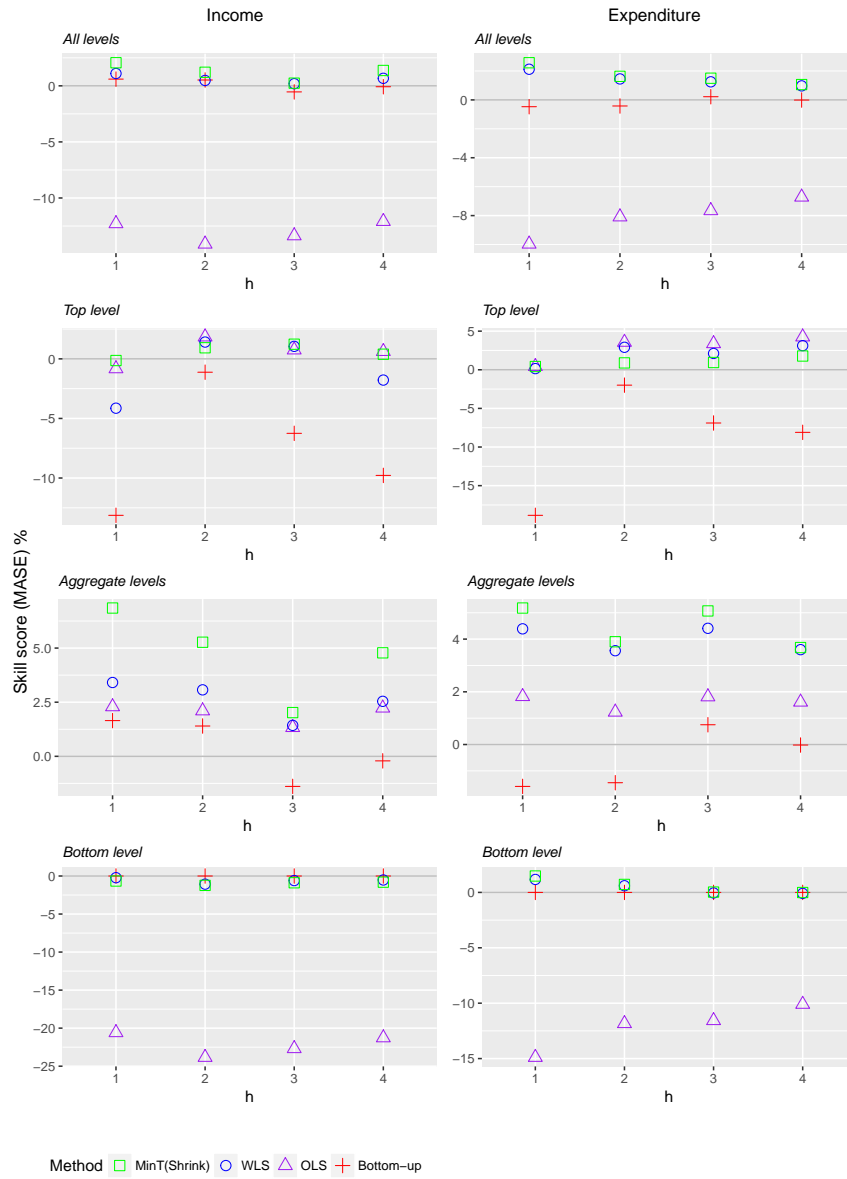 Income Expenditure
All levels All levels
0
−5
−10
1 2 3 4
h
0
−4
−8
1 2 3 4
h
Top level Top level
0
−5
−10
1 2 3 4
h
5
0
−5
−10
−15
1 2 3 4
h
Skill score (MASE) %
Aggregate levels Aggregate levels
5.0
2.5
0.0
1 2 3 4
h
4
2
0
1 2 3 4
h
Bottom level Bottom level
0
−5
−10
−15
−20
−25
1 2 3 4
h
0
−5
−10
−15
1 2 3 4
h
Method MinT(Shrink) WLS OLS Bottom−up